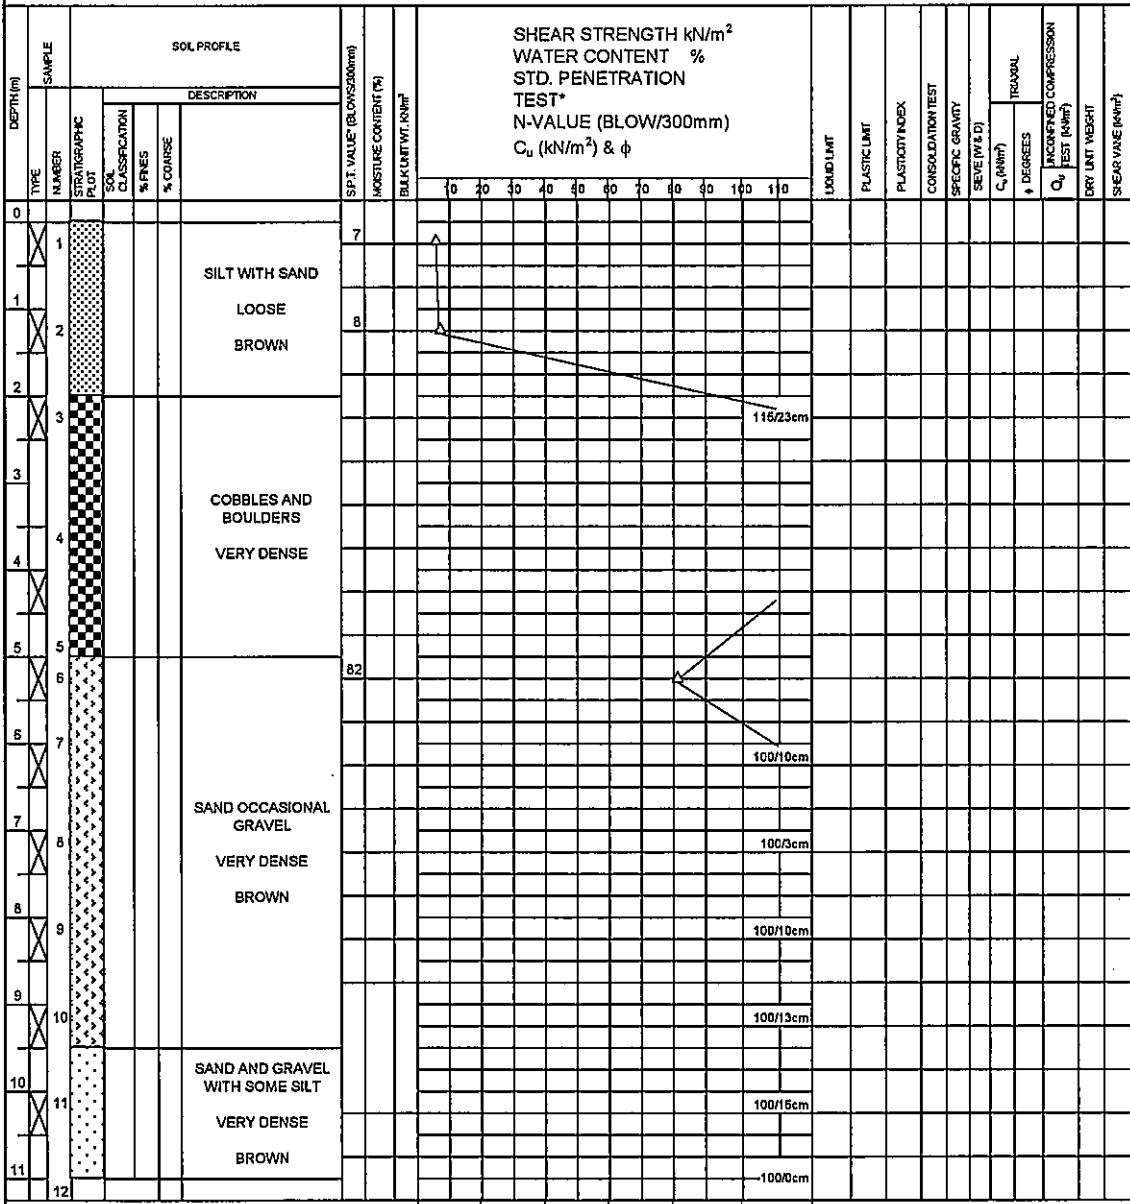 SHEAR STRENGTH kN/m²
WATER CONTENT %
STD. PENETRATION
TEST*
N-VALUE (BLOW/300mm)
Cu (kN/m²) & ϕ
DEPTH (m)
SAMPLE
TYPE
NUMBER
SOIL PROFILE
STRATIGRAPHIC PLOT
DESCRIPTION
SOIL CLASSIFICATION
% FINES
% COARSE
S.P.T. VALUE* (BLOWS/300mm)
MOISTURE CONTENT (%)
BULK UNIT WT. KN/m³
10 20 30 40 50 60 70 80 90 100 110
LIQUID LIMIT
PLASTIC LIMIT
PLASTICITY INDEX
CONSOLIDATION TEST
SPECIFIC GRAVITY
SIEVE (W & D)
TRIAXIAL
Cu (kN/m²)
ϕ DEGREES
UNCONFINED COMPRESSION
TEST (kN/m²)
Qu
DRY UNIT WEIGHT
SHEAR VANE (kN/m²)
0
1
7
SILT WITH SAND
1
LOOSE
2
8
BROWN
2
3
115/23cm
3
COBBLES AND
BOULDERS
4
VERY DENSE
4
5
5
6
82
6
7
100/10cm
SAND OCCASIONAL
GRAVEL
7
8
100/3cm
VERY DENSE
BROWN
8
9
100/10cm
9
10
100/13cm
SAND AND GRAVEL
WITH SOME SILT
10
11
100/15cm
VERY DENSE
BROWN
11
100/0cm
12